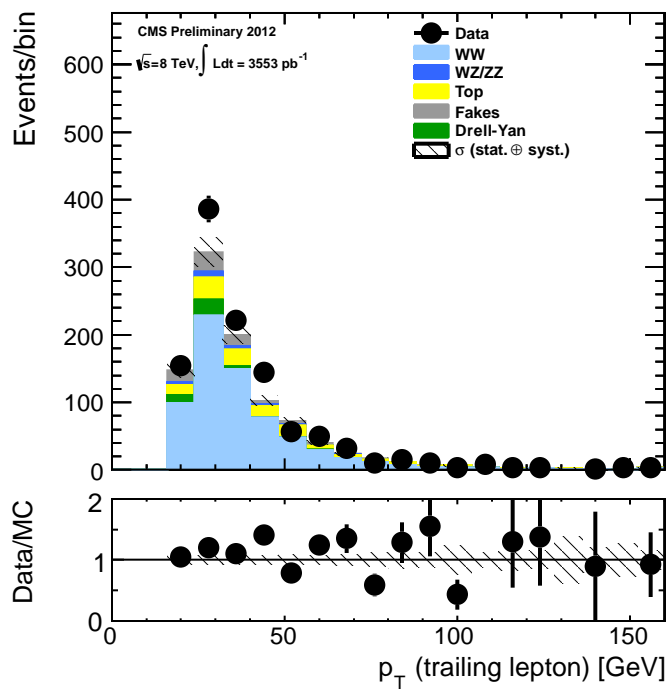 CMS Preliminary 2012
√s=8 TeV,∫ Ldt = 3553 pb⁻¹
Data
WW
WZ/ZZ
Top
Fakes
Drell-Yan
σ (stat. ⊕ syst.)
Events/bin
600
500
400
300
200
100
0
Data/MC
2
1
0
0
50
100
150
p_T (trailing lepton) [GeV]